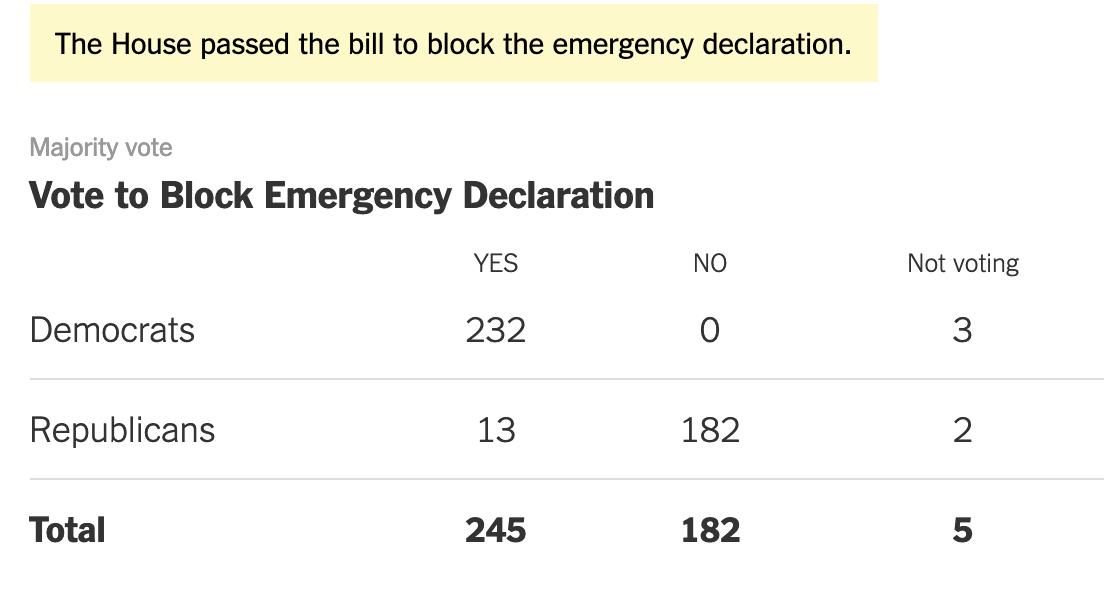 The House passed the bill to block the emergency declaration.
Majority vote
Vote to Block Emergency Declaration
YES NO Not voting
Democrats 232 0 3
Republicans 13 182 2
Total 245 182 5